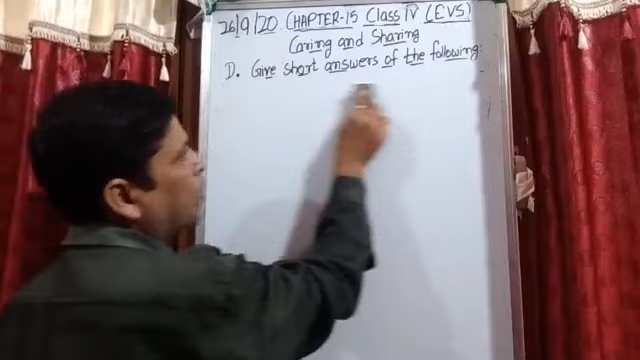 26/9/20. CHAPTER-15 Class IV (EVS)
Caring and Sharing
D. Give short answers of the following: